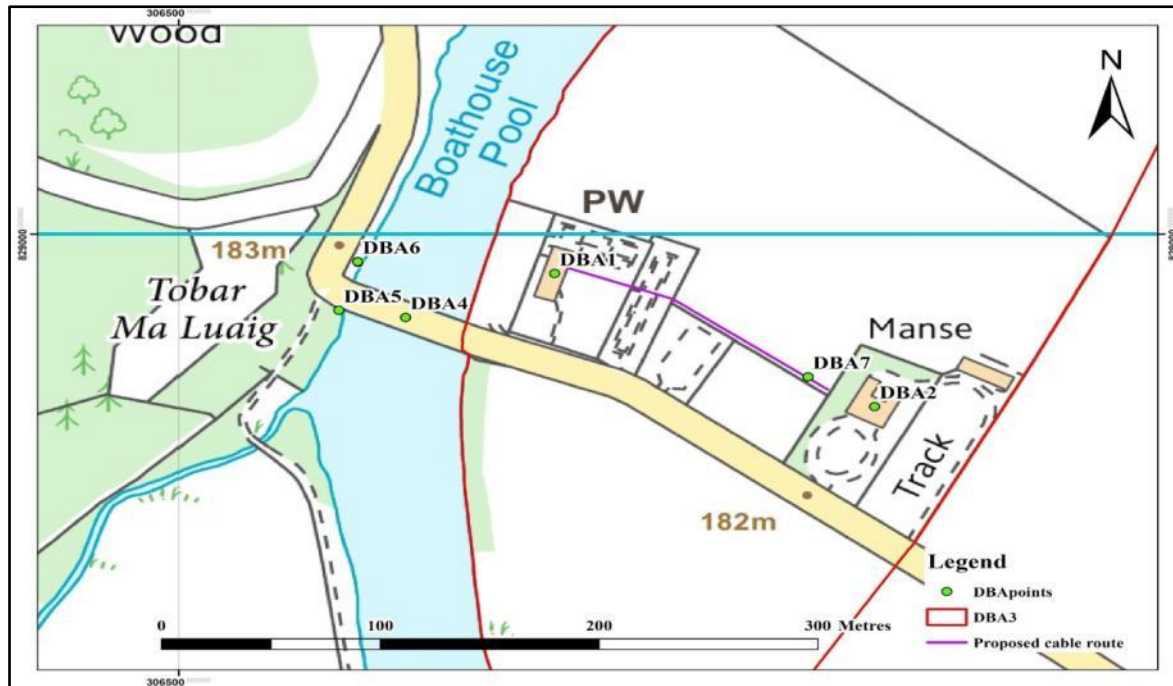 306500
Wood
Boathouse
Pool
N
PW
829000
829000
183m
DBA6
DBA1
Tobar
Ma Luaig
DBA5
DBA4
Manse
DBA7
DBA2
Track
182m
Legend
DBApoints
DBA3
Proposed cable route
0 100 200 300 Metres
306500